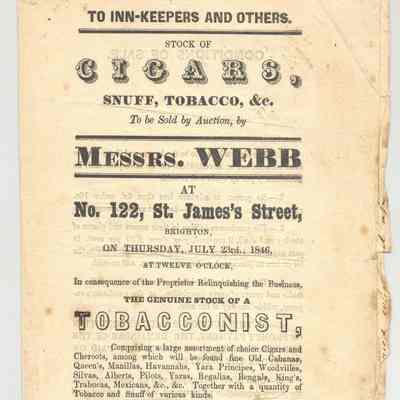 TO INN-KEEPERS AND OTHERS.
STOCK OF
CIGARS,
SNUFF, TOBACCO, &c.
To be Sold by Auction, by
MESSRS. WEBB
AT
No. 122, St. James's Street,
BRIGHTON,
ON THURSDAY, JULY 23rd., 1846,
AT TWELVE O'CLOCK,
In consequence of the Proprietor Relinquishing the Business,
THE GENUINE STOCK OF A
TOBACCONIST,
Comprising a large assortment of choice Cigars and
Cheroots, among which will be found fine Old Cabanas,
Queen's, Manillas, Havannahs, Yara Principes, Woodvilles,
Silvas, Alberts, Pilots, Yaras, Regalias, Bengals, King's,
Trabucas, Mexicans, &c., &c. Together with a quantity of
Tobacco and Snuff of various kinds.